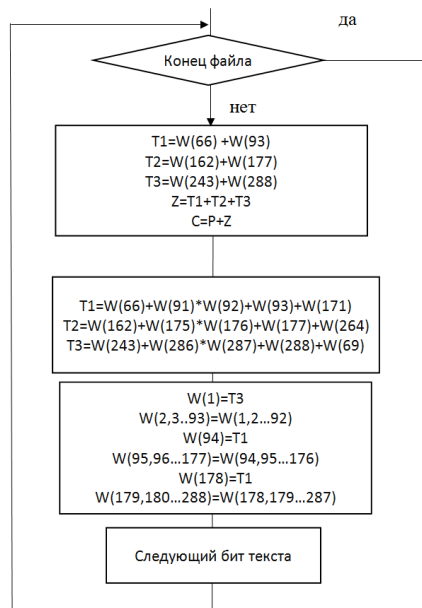 да
Конец файла
нет
T1=W(66) +W(93)
T2=W(162)+W(177)
T3=W(243)+W(288)
Z=T1+T2+T3
C=P+Z
T1=W(66)+W(91)*W(92)+W(93)+W(171)
T2=W(162)+W(175)*W(176)+W(177)+W(264)
T3=W(243)+W(286)*W(287)+W(288)+W(69)
W(1)=T3
W(2,3..93)=W(1,2...92)
W(94)=T1
W(95,96...177)=W(94,95...176)
W(178)=T1
W(179,180...288)=W(178,179...287)
Следующий бит текста